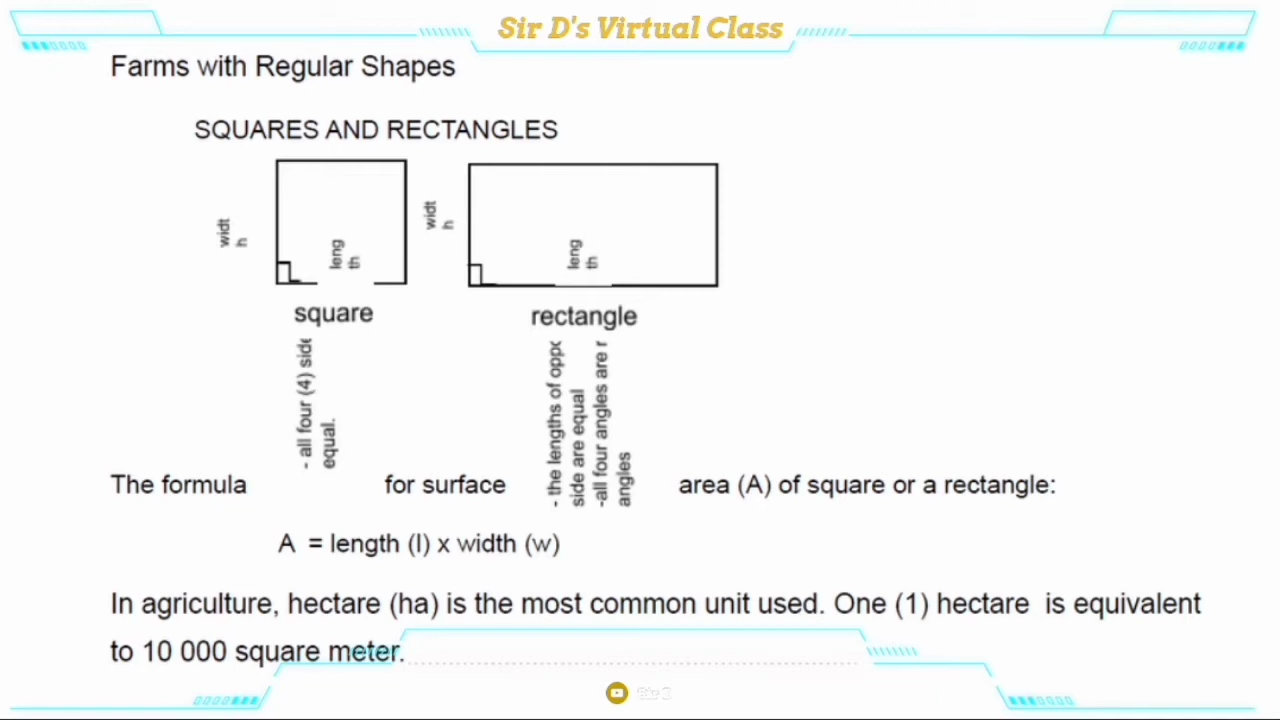 Sir D's Virtual Class
Farms with Regular Shapes
SQUARES AND RECTANGLES
widt
h
leng
th
widt
h
leng
th
square
rectangle
- all four (4) side
equal.
- the lengths of oppo
side are equal
-all four angles are r
angles
The formula for surface area (A) of square or a rectangle:
A = length (l) x width (w)
In agriculture, hectare (ha) is the most common unit used. One (1) hectare is equivalent
to 10 000 square meter.